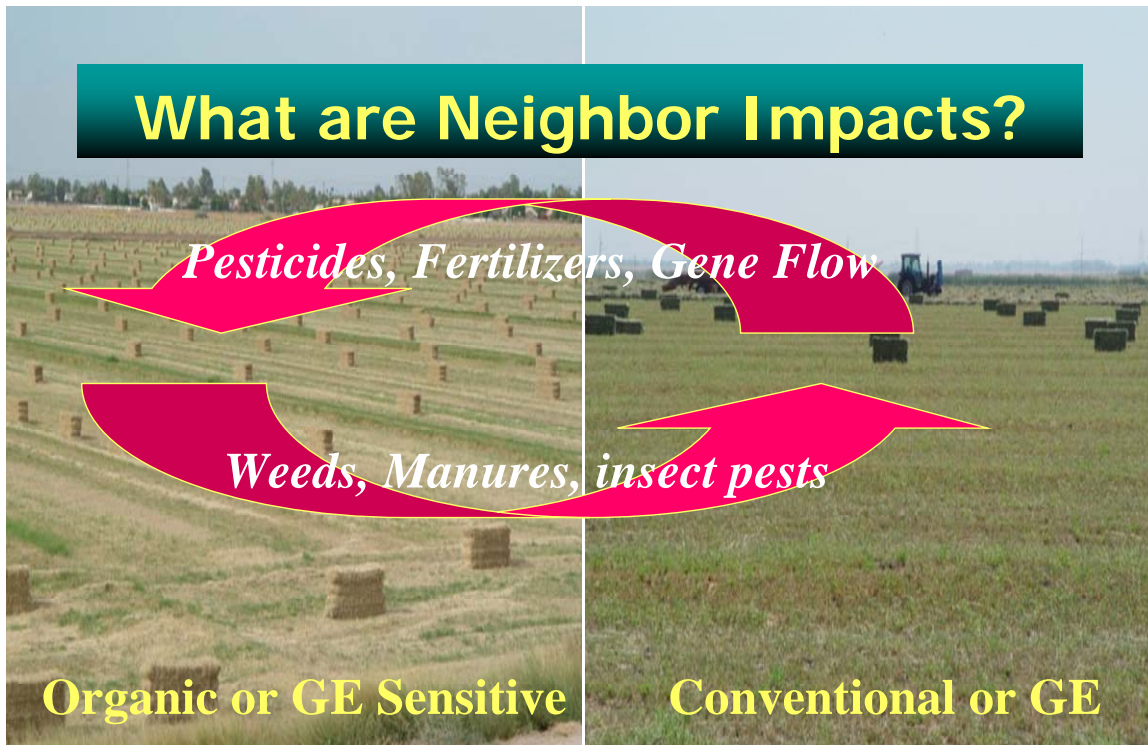 What are Neighbor Impacts?
Pesticides, Fertilizers, Gene Flow
Weeds, Manures, insect pests
Organic or GE Sensitive
Conventional or GE